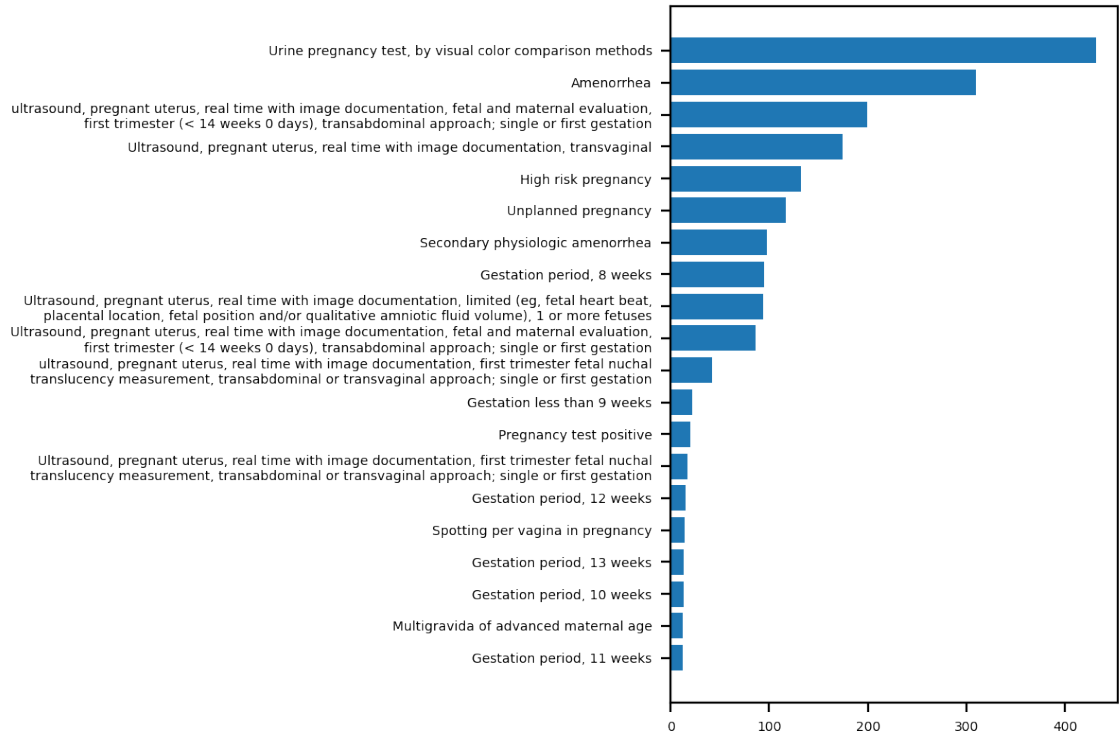 Urine pregnancy test, by visual color comparison methods
Amenorrhea
ultrasound, pregnant uterus, real time with image documentation, fetal and maternal evaluation,
first trimester (< 14 weeks 0 days), transabdominal approach; single or first gestation
Ultrasound, pregnant uterus, real time with image documentation, transvaginal
High risk pregnancy
Unplanned pregnancy
Secondary physiologic amenorrhea
Gestation period, 8 weeks
Ultrasound, pregnant uterus, real time with image documentation, limited (eg, fetal heart beat,
placental location, fetal position and/or qualitative amniotic fluid volume), 1 or more fetuses
Ultrasound, pregnant uterus, real time with image documentation, fetal and maternal evaluation,
first trimester (< 14 weeks 0 days), transabdominal approach; single or first gestation
ultrasound, pregnant uterus, real time with image documentation, first trimester fetal nuchal
translucency measurement, transabdominal or transvaginal approach; single or first gestation
Gestation less than 9 weeks
Pregnancy test positive
Ultrasound, pregnant uterus, real time with image documentation, first trimester fetal nuchal
translucency measurement, transabdominal or transvaginal approach; single or first gestation
Gestation period, 12 weeks
Spotting per vagina in pregnancy
Gestation period, 13 weeks
Gestation period, 10 weeks
Multigravida of advanced maternal age
Gestation period, 11 weeks
0 100 200 300 400